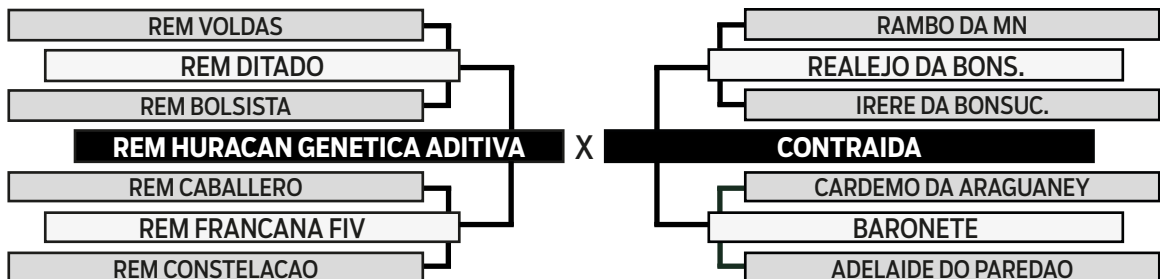 REM VOLDAS
REM DITADO
REM BOLSISTA
REM HURACAN GENETICA ADITIVA
REM CABALLERO
REM FRANCANA FIV
REM CONSTELACAO
X
RAMBO DA MN
REALEJO DA BONS.
IRERE DA BONSUC.
CONTRAIDA
CARDEMO DA ARAGUANEY
BARONETE
ADELAIDE DO PAREDAO